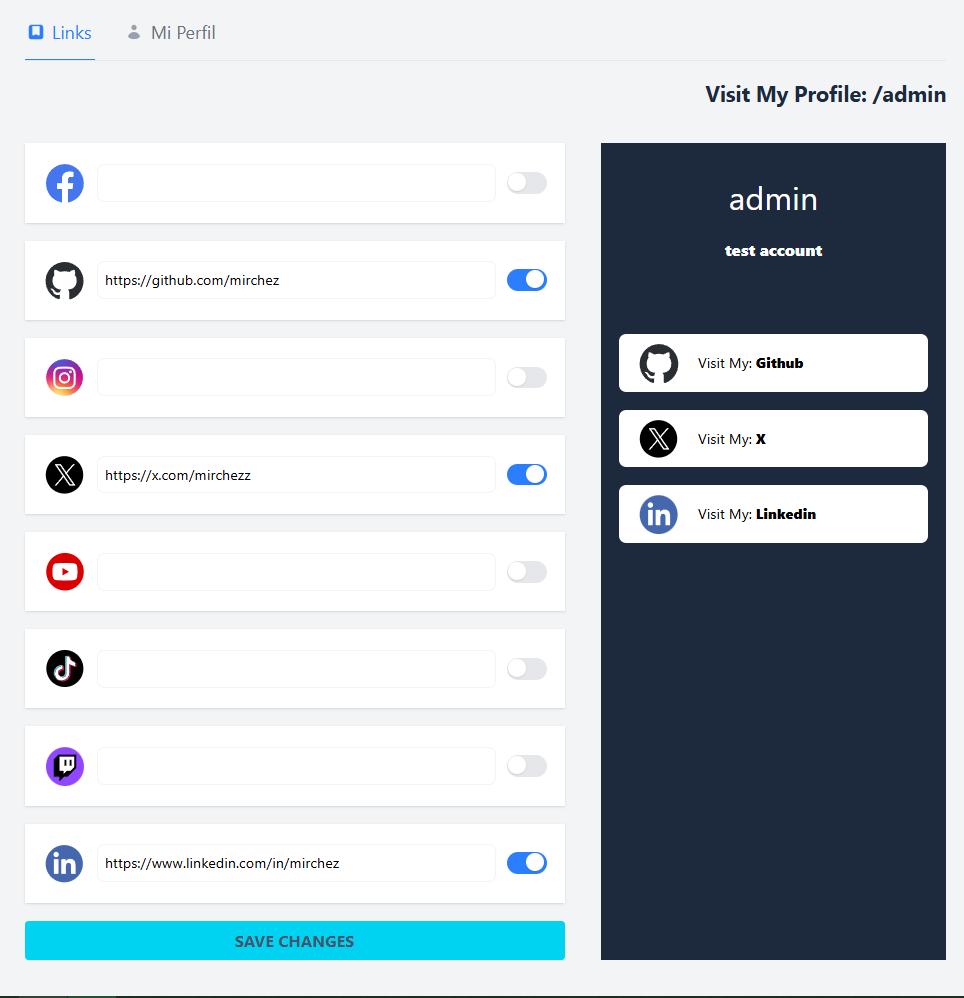 Links
Mi Perfil
Visit My Profile: /admin
https://github.com/mirchez
https://x.com/mirchezz
https://www.linkedin.com/in/mirchez
SAVE CHANGES
admin
test account
Visit My: Github
Visit My: X
Visit My: Linkedin